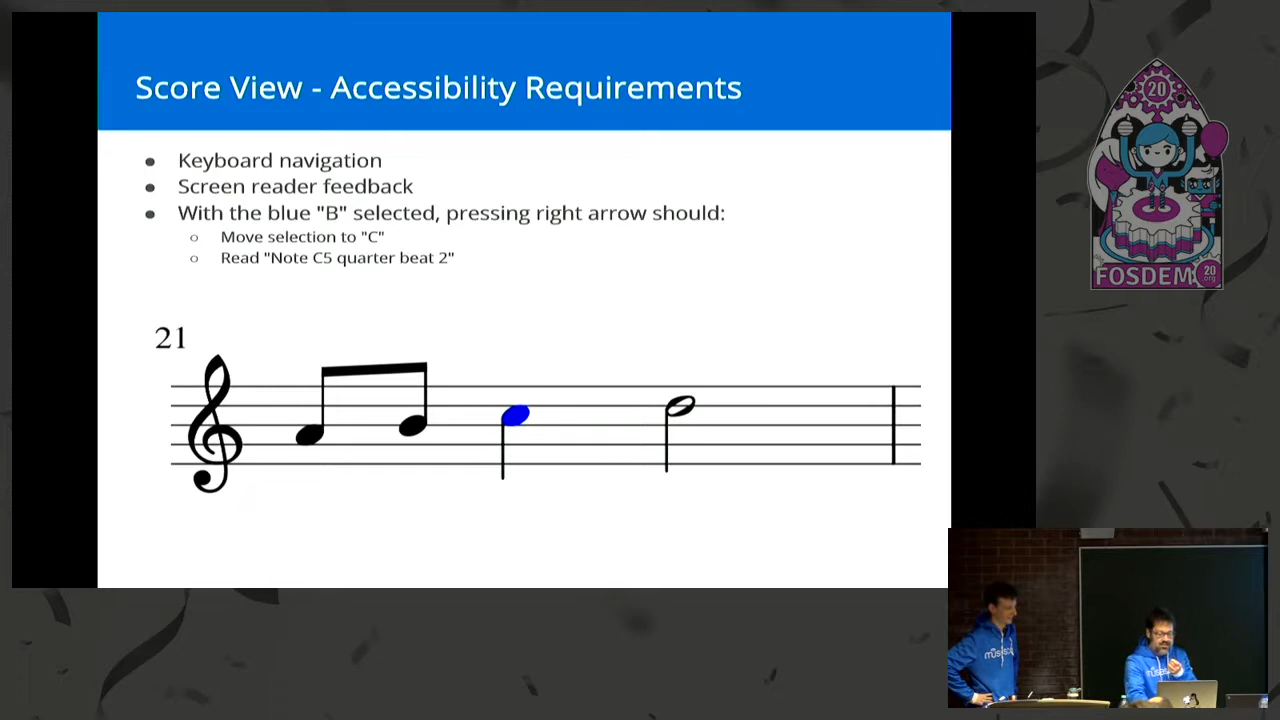 Score View - Accessibility Requirements
Keyboard navigation
Screen reader feedback
With the blue "B" selected, pressing right arrow should:
Move selection to "C"
Read "Note C5 quarter beat 2"
21
20
FOSDEM
20
.org